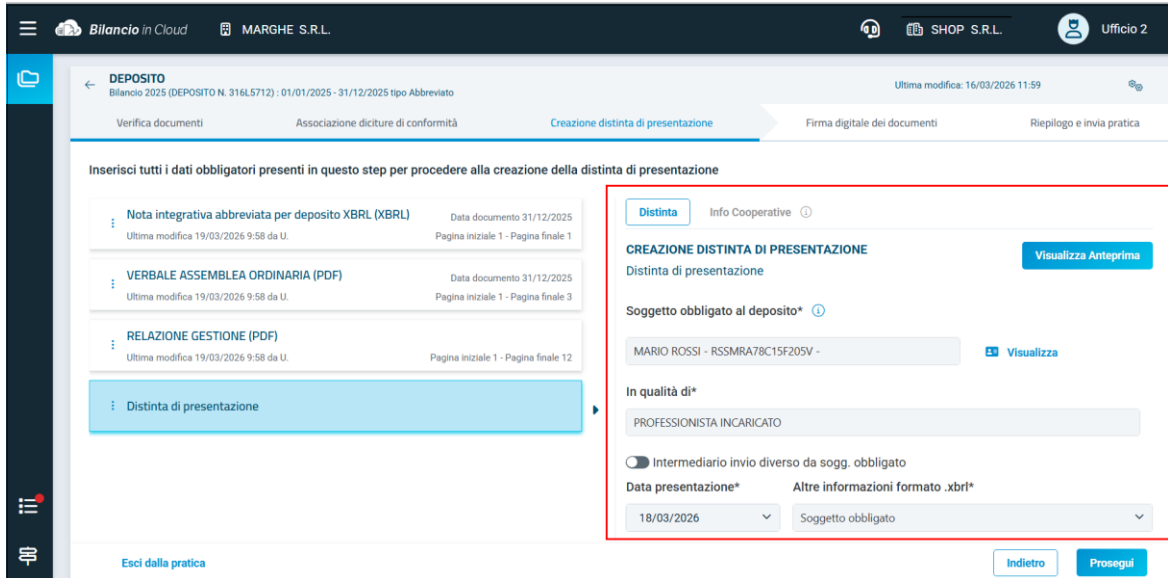 Bilancio in Cloud
MARGHE S.R.L.
SHOP S.R.L.
Ufficio 2
DEPOSITO
Bilancio 2025 (DEPOSITO N. 316L5712) : 01/01/2025 - 31/12/2025 tipo Abbreviato
Ultima modifica: 16/03/2026 11:59
Verifica documenti
Associazione diciture di conformità
Creazione distinta di presentazione
Firma digitale dei documenti
Riepilogo e invia pratica
Inserisci tutti i dati obbligatori presenti in questo step per procedere alla creazione della distinta di presentazione
Nota integrativa abbreviata per deposito XBRL (XBRL)
Data documento 31/12/2025
Ultima modifica 19/03/2026 9:58 da U.
Pagina iniziale 1 - Pagina finale 1
VERBALE ASSEMBLEA ORDINARIA (PDF)
Data documento 31/12/2025
Ultima modifica 19/03/2026 9:58 da U.
Pagina iniziale 1 - Pagina finale 3
RELAZIONE GESTIONE (PDF)
Ultima modifica 19/03/2026 9:58 da U.
Pagina iniziale 1 - Pagina finale 12
Distinta di presentazione
Distinta
Info Cooperative
CREAZIONE DISTINTA DI PRESENTAZIONE
Distinta di presentazione
Visualizza Anteprima
Soggetto obbligato al deposito*
MARIO ROSSI - RSSMRA78C15F205V -
Visualizza
In qualità di*
PROFESSIONISTA INCARICATO
Intermediario invio diverso da sogg. obbligato
Data presentazione*
Altre informazioni formato .xbrl*
18/03/2026
Soggetto obbligato
Esci dalla pratica
Indietro
Prosegui